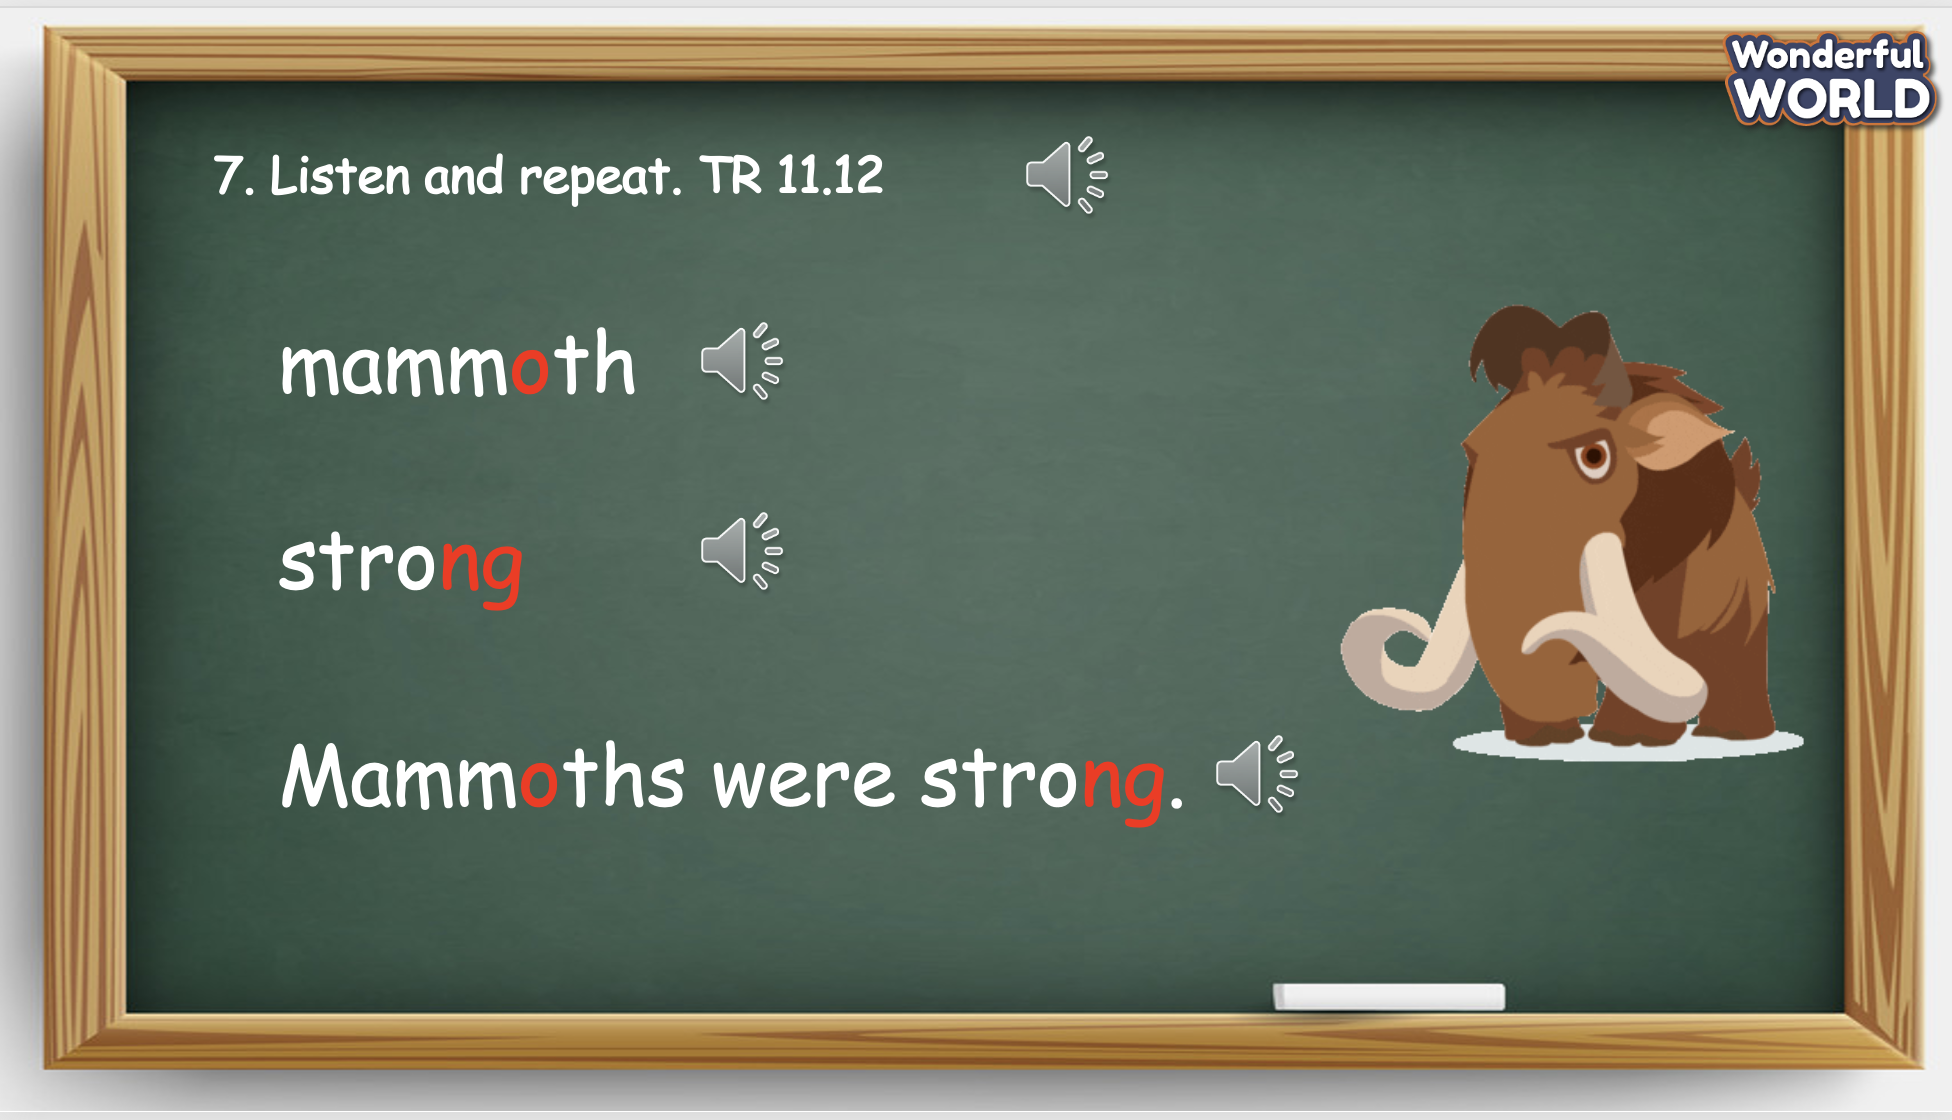 Wonderful
WORLD
7. Listen and repeat. TR 11.12
mammoth
strong
Mammoths were strong.